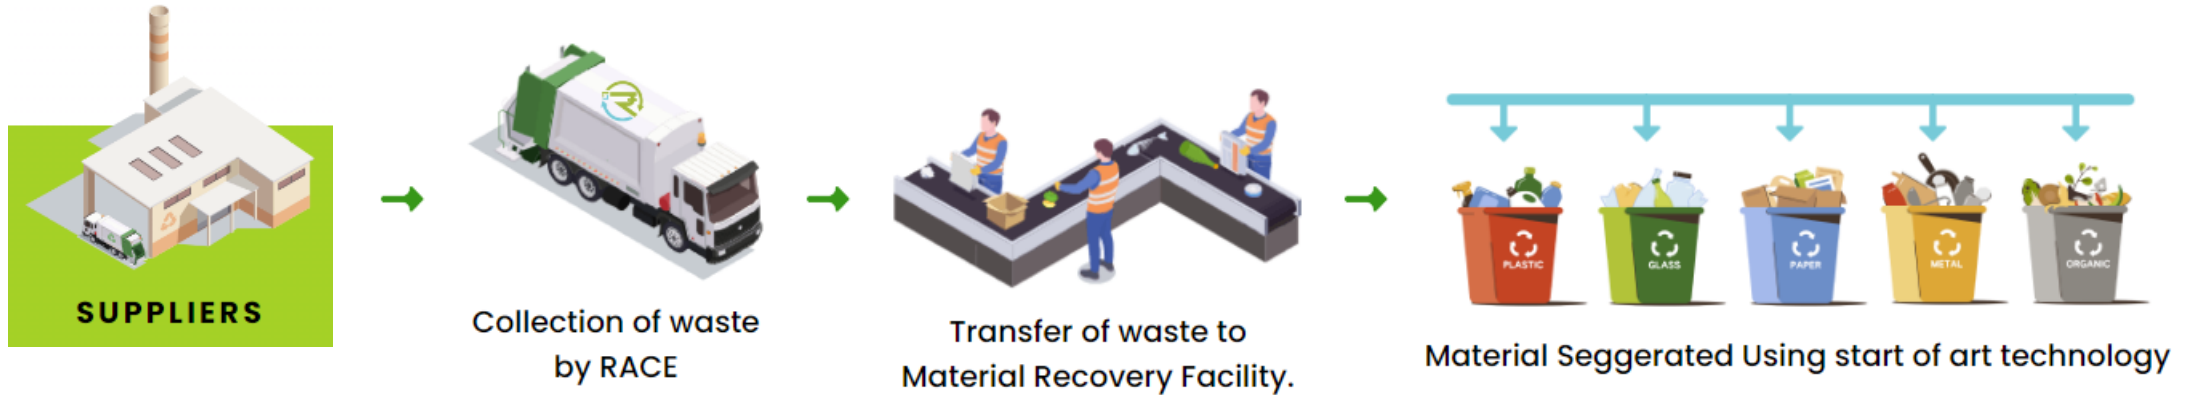 SUPPLIERS
Collection of waste
by RACE
Transfer of waste to
Material Recovery Facility.
PLASTIC
GLASS
PAPER
METAL
ORGANIC
Material Seggerated Using start of art technology